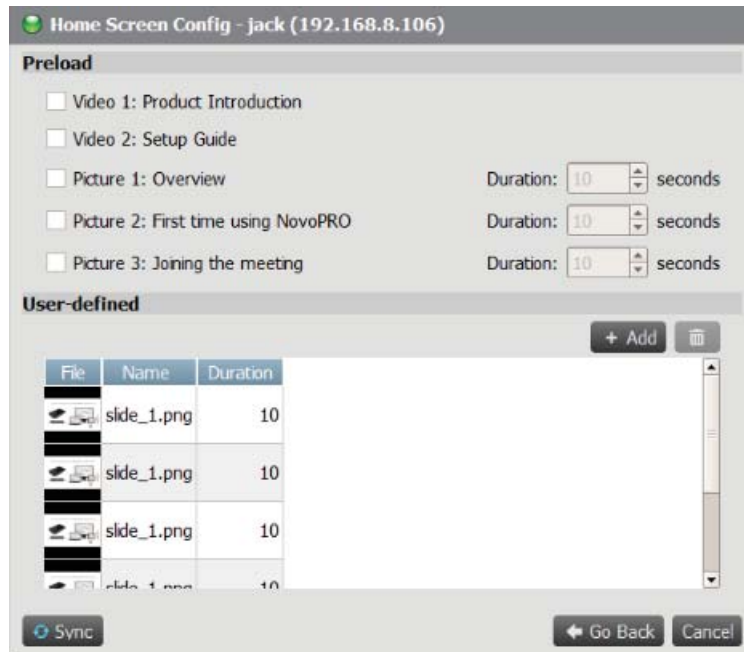 Home Screen Config - jack (192.168.8.106)
Preload
Video 1: Product Introduction
Video 2: Setup Guide
Picture 1: Overview Duration: 10 seconds
Picture 2: First time using NovoPRO Duration: 10 seconds
Picture 3: Joining the meeting Duration: 10 seconds
User-defined
+ Add
File Name Duration
slide_1.png 10
slide_1.png 10
slide_1.png 10
slide_1.png 10
Sync Go Back Cancel